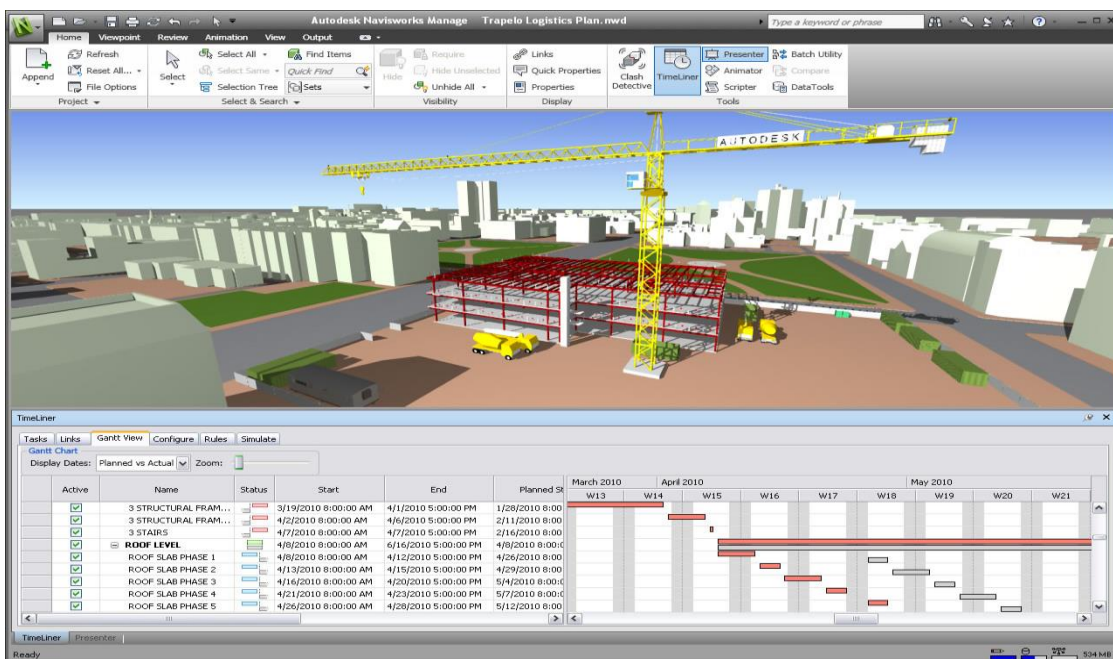 Autodesk Navisworks Manage Trapelo Logistics Plan.nwd
Type a keyword or phrase
Home Viewpoint Review Animation View Output
Append
Refresh
Reset All...
File Options
Project
Select
Select All
Select Same
Selection Tree
Find Items
Quick Find
Sets
Select & Search
Hide
Require
Hide Unselected
Unhide All
Visibility
Links
Quick Properties
Properties
Display
Clash Detective
TimeLiner
Presenter
Animator
Scripter
Batch Utility
Compare
DataTools
Tools
AUTODESK
TimeLiner
Tasks Links Gantt View Configure Rules Simulate
Gantt Chart
Display Dates: Planned vs Actual Zoom:
Active Name Status Start End Planned St
March 2010 April 2010 May 2010
W13 W14 W15 W16 W17 W18 W19 W20 W21
3 STRUCTURAL FRAM... 3/19/2010 8:00:00 AM 4/1/2010 5:00:00 PM 1/28/2010 8:00
3 STRUCTURAL FRAM... 4/2/2010 8:00:00 AM 4/6/2010 5:00:00 PM 2/11/2010 8:00
3 STAIRS 4/7/2010 8:00:00 AM 4/7/2010 5:00:00 PM 2/16/2010 8:00
ROOF LEVEL 4/8/2010 8:00:00 AM 6/16/2010 5:00:00 PM 4/8/2010 8:00:0
ROOF SLAB PHASE 1 4/8/2010 8:00:00 AM 4/12/2010 5:00:00 PM 4/26/2010 8:00
ROOF SLAB PHASE 2 4/13/2010 8:00:00 AM 4/15/2010 5:00:00 PM 4/29/2010 8:00
ROOF SLAB PHASE 3 4/16/2010 8:00:00 AM 4/20/2010 5:00:00 PM 5/4/2010 8:00:0
ROOF SLAB PHASE 4 4/21/2010 8:00:00 AM 4/23/2010 5:00:00 PM 5/7/2010 8:00:0
ROOF SLAB PHASE 5 4/26/2010 8:00:00 AM 4/28/2010 5:00:00 PM 5/12/2010 8:00
TimeLiner Presenter
Ready
534 MB